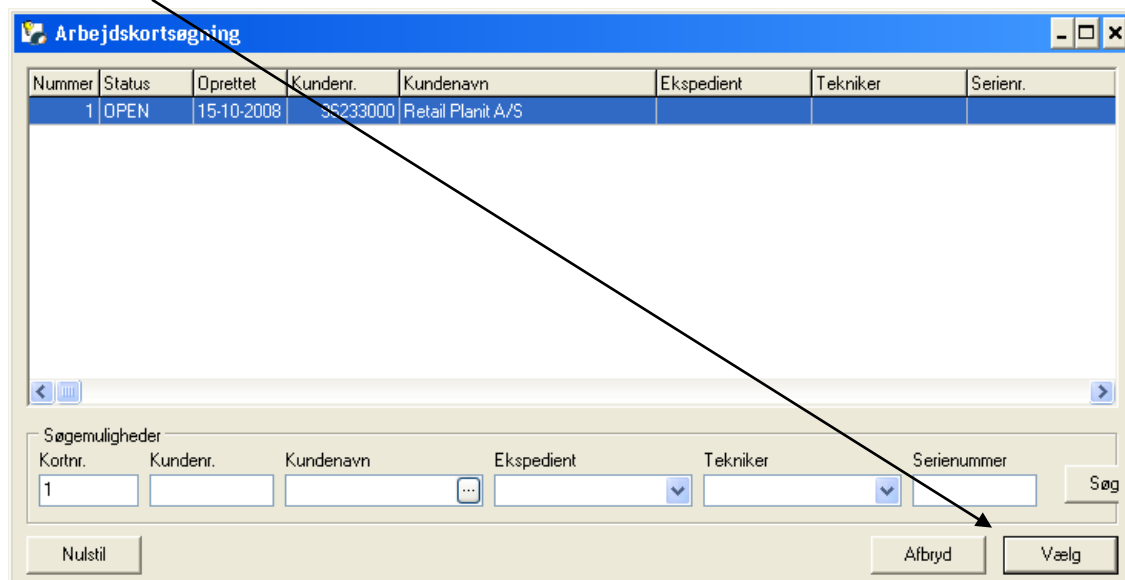 Arbejdskortsøgning
Nummer Status Oprettet Kundenr. Kundenavn Ekspedient Tekniker Serienr.
1 OPEN 15-10-2008 96233000 Retail Planit A/S
Søgemuligheder
Kortnr. Kundenr. Kundenavn Ekspedient Tekniker Serienummer
1 ... Søg
Nulstil Afbryd Vælg